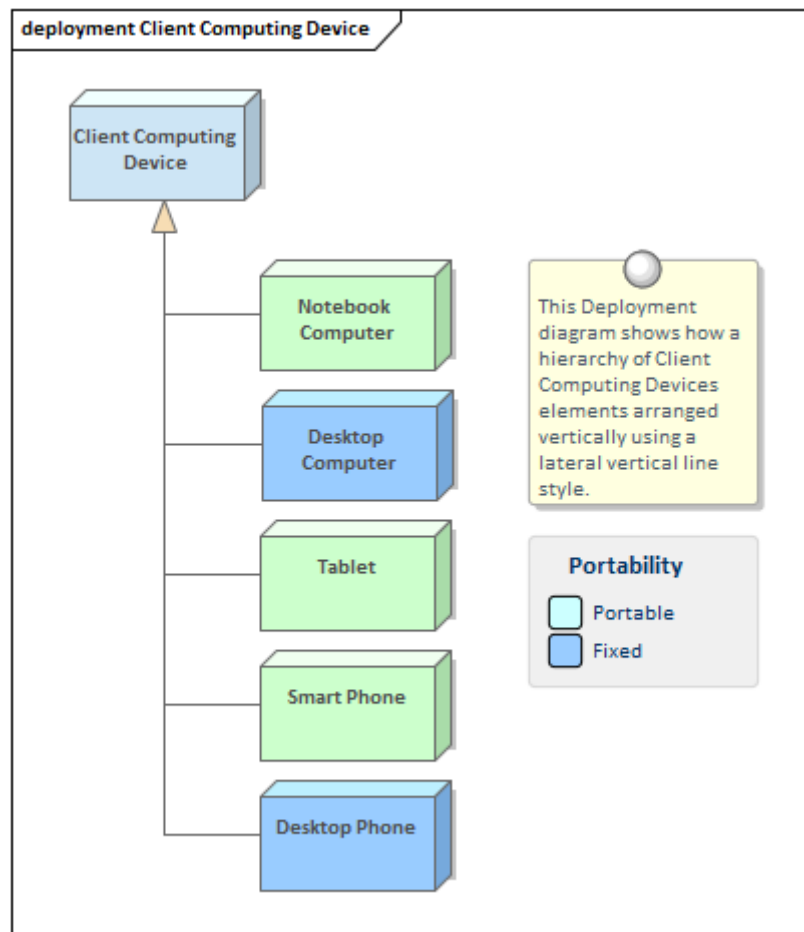 deployment Client Computing Device
Client Computing
Device
Notebook
Computer
Desktop
Computer
Tablet
Smart Phone
Desktop Phone
This Deployment
diagram shows how a
hierarchy of Client
Computing Devices
elements arranged
vertically using a
lateral vertical line
style.
Portability
Portable
Fixed